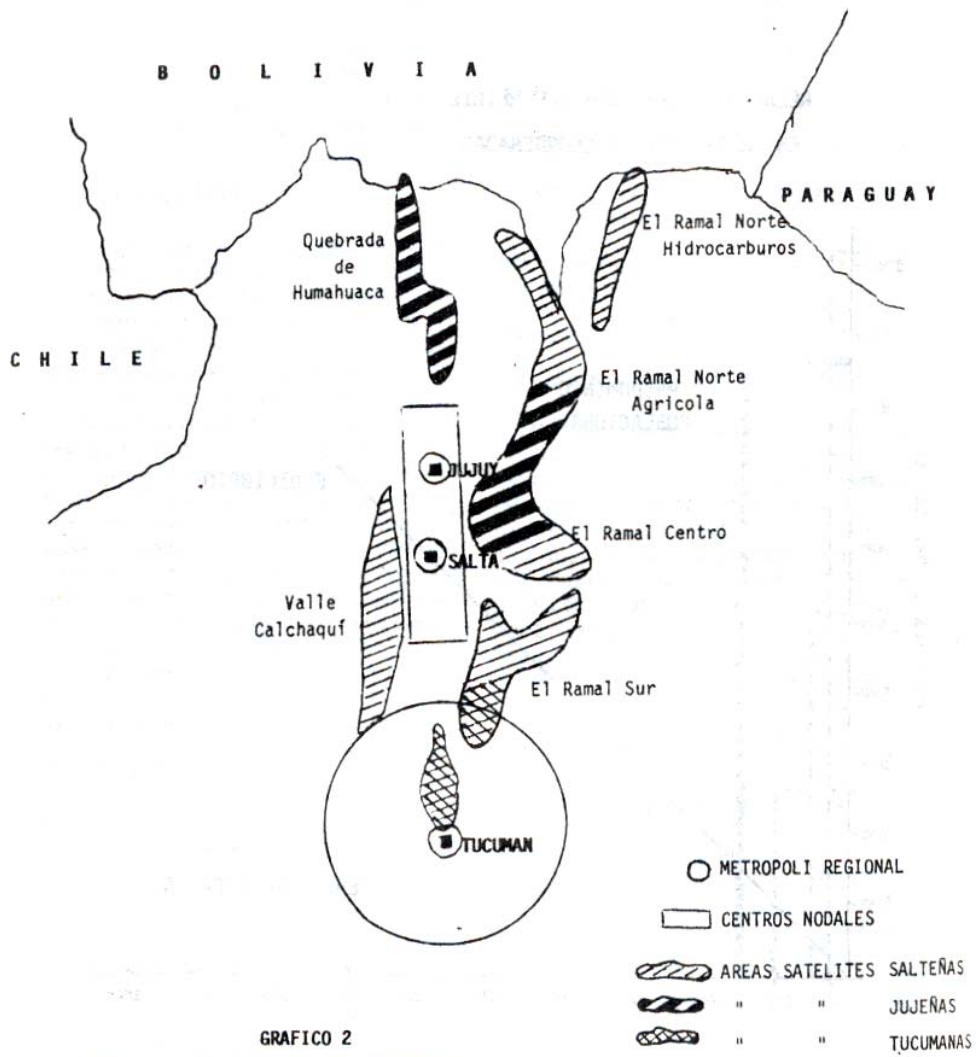 B O L I V I A
PARAGUAY
El Ramal Norte
Hidrocarburos
Quebrada
de
Humahuaca
C H I L E
El Ramal Norte
Agricola
JUJUY
El Ramal Centro
SALTA
Valle
Calchaquí
El Ramal Sur
TUCUMAN
METROPOLI REGIONAL
CENTROS NODALES
AREAS SATELITES SALTEÑAS
" " JUJEÑAS
" " TUCUMANAS
GRAFICO 2